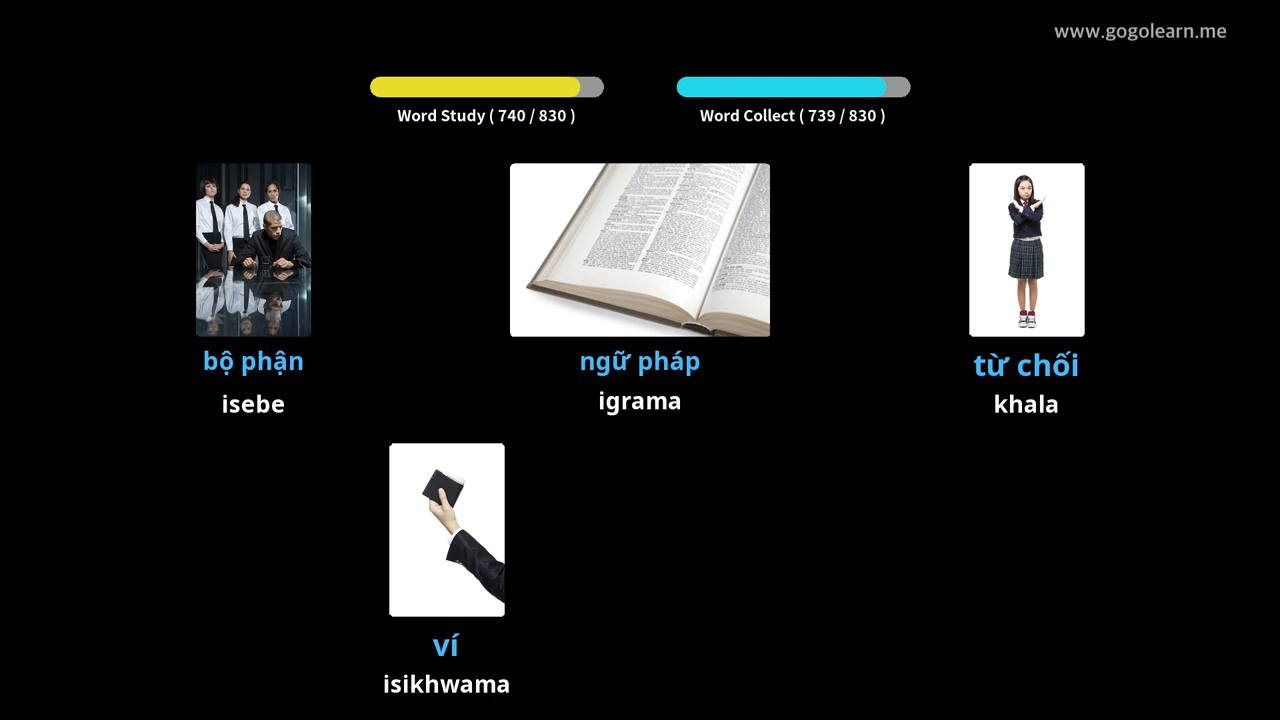 www.gogolearn.me
Word Study ( 740 / 830 )
Word Collect ( 739 / 830 )
bộ phận
isebe
ngữ pháp
igrama
từ chối
khala
ví
isikhwama